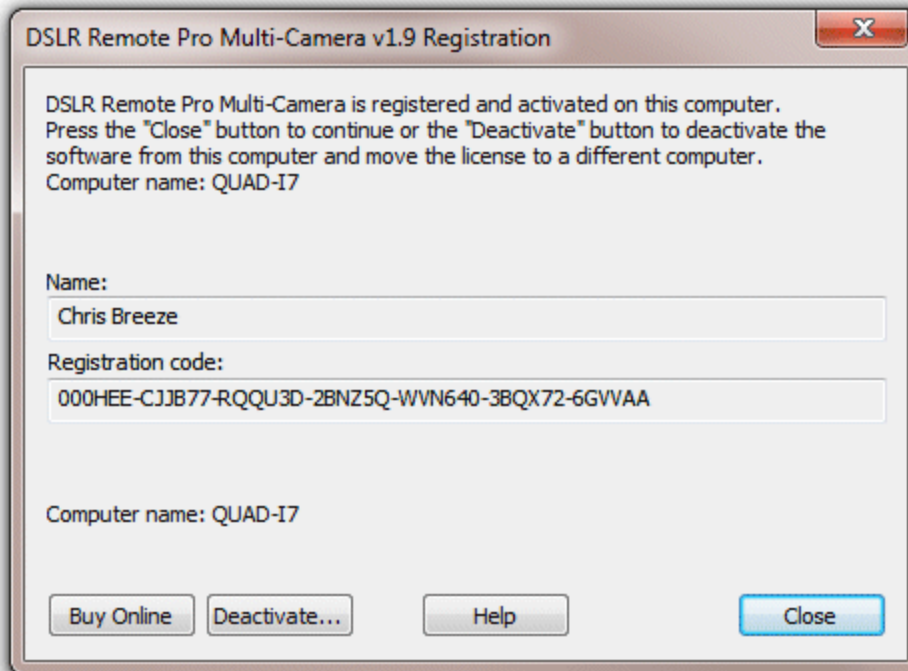 DSLR Remote Pro Multi-Camera v1.9 Registration
DSLR Remote Pro Multi-Camera is registered and activated on this computer.
Press the "Close" button to continue or the "Deactivate" button to deactivate the
software from this computer and move the license to a different computer.
Computer name: QUAD-I7
Name:
Chris Breeze
Registration code:
000HEE-CJJB77-RQQU3D-2BNZ5Q-WVN640-3BQX72-6GVVAA
Computer name: QUAD-I7
Buy Online Deactivate... Help Close